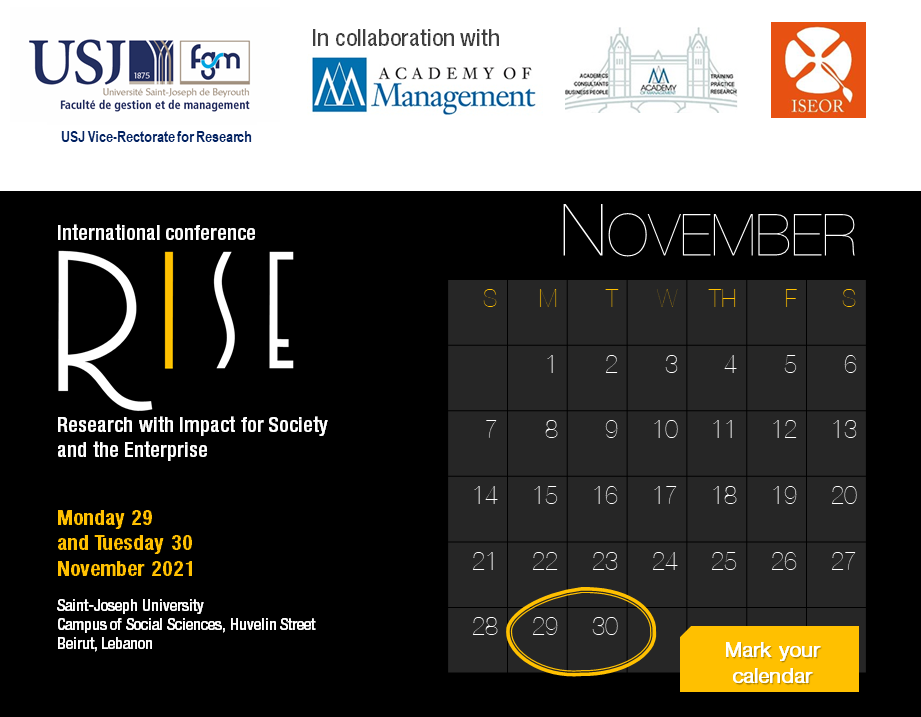 USJ
1875
fgm
Université Saint-Joseph de Beyrouth
Faculté de gestion et de management
USJ Vice-Rectorate for Research
In collaboration with
ACADEMY OF
Management
ACADEMICS
CONSULTANTS
BUSINESS PEOPLE
ACADEMY
OF MANAGEMENT
TRAINING
PRACTICE
RESEARCH
ISEOR
International conference
RISE
Research with Impact for Society
and the Enterprise
Monday 29
and Tuesday 30
November 2021
Saint-Joseph University
Campus of Social Sciences, Huvelin Street
Beirut, Lebanon
NOVEMBER
S M T W TH F S
1 2 3 4 5 6
7 8 9 10 11 12 13
14 15 16 17 18 19 20
21 22 23 24 25 26 27
28 29 30
Mark your
calendar